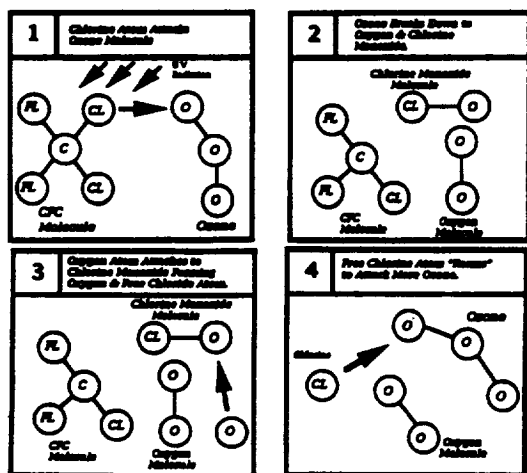 1
Chlorine Atom Attacks
Ozone Molecule
U V
Radiation
FL
CL
O
C
O
FL
CL
O
CFC
Molecule
Ozone
2
Ozone Breaks Down to
Oxygen & Chlorine
Monoxide.
Chlorine Monoxide
Molecule
CL
O
FL
O
C
FL
CL
O
CFC
Molecule
Oxygen
Molecule
3
Oxygen Atom Attaches to
Chlorine Monoxide Forming
Oxygen & Free Chloride Atom.
Chlorine Monoxide
Molecule
CL
O
FL
O
C
FL
CL
O
O
CFC
Molecule
Oxygen
Molecule
4
Free Chlorine Atom "Roams"
to Attack More Ozone.
Ozone
O
O
Chlorine
CL
O
O
O
Oxygen
Molecule